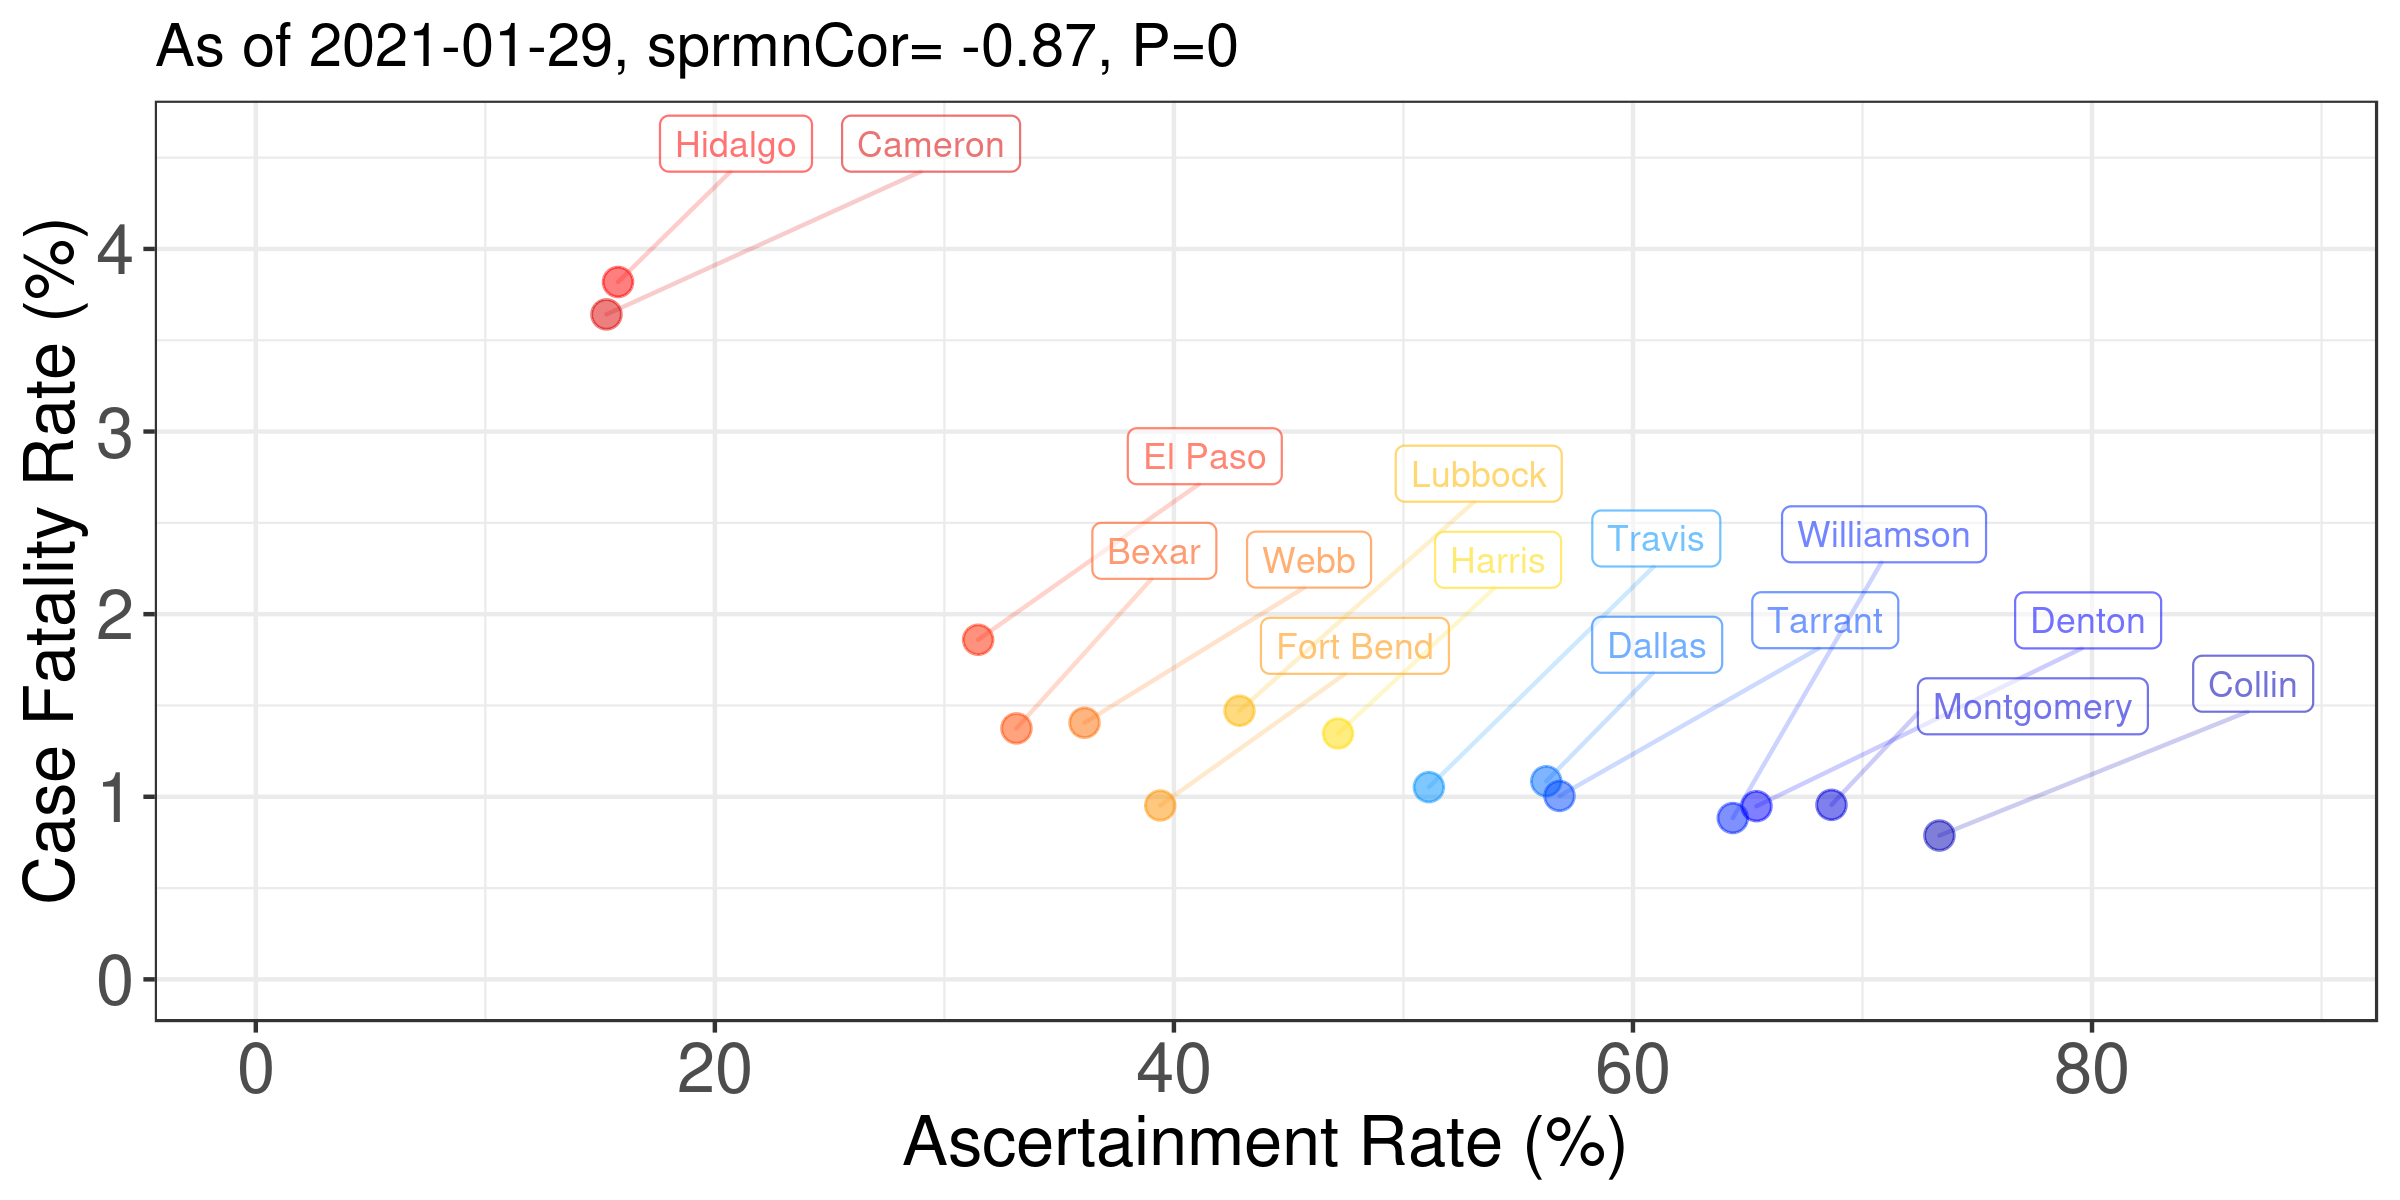 As of 2021-01-29, sprmnCor= -0.87, P=0
Case Fatality Rate (%)
4
3
2
1
0
Hidalgo
Cameron
El Paso
Lubbock
Bexar
Webb
Harris
Travis
Williamson
Fort Bend
Dallas
Tarrant
Denton
Montgomery
Collin
0 20 40 60 80
Ascertainment Rate (%)